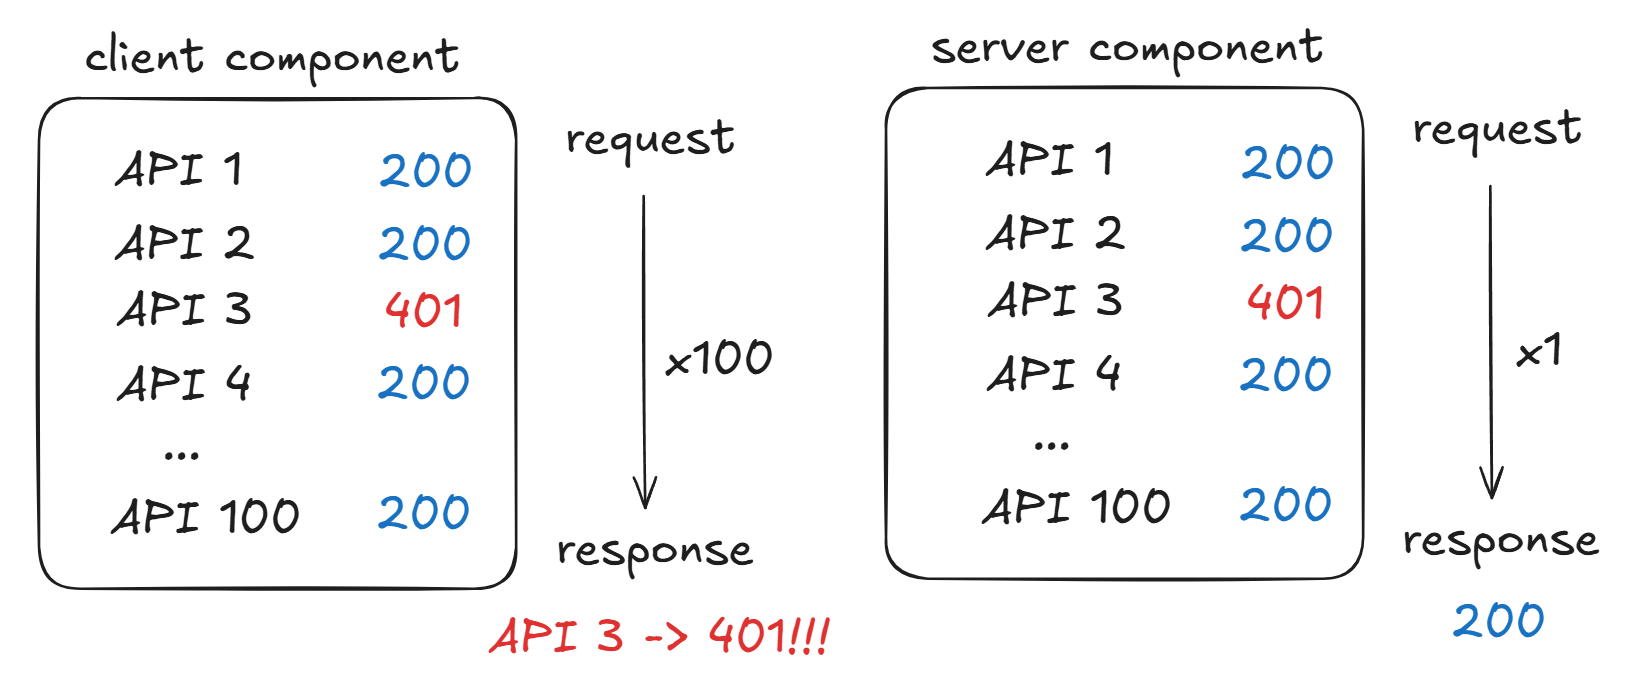 client component
API 1 200
API 2 200
API 3 401
API 4 200
...
API 100 200
request
x100
response
API 3 -> 401!!!
server component
API 1 200
API 2 200
API 3 401
API 4 200
...
API 100 200
request
x1
response
200